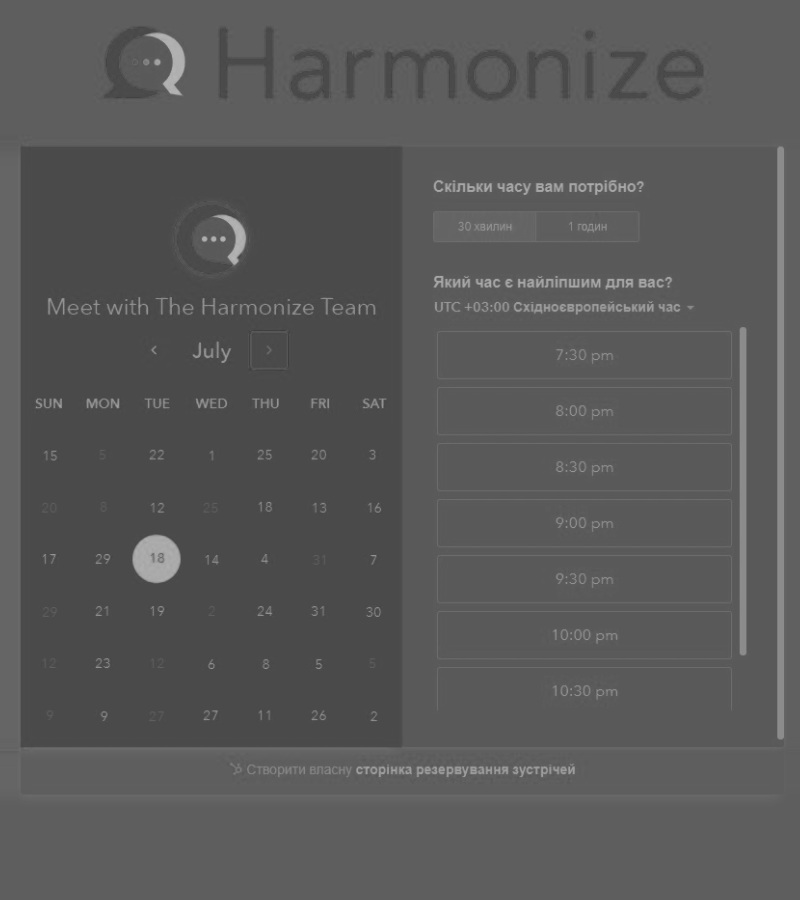 Harmonize
Meet with The Harmonize Team
July
SUN MON TUE WED THU FRI SAT
15 5 22 1 25 20 3
20 8 12 25 18 13 16
17 29 18 14 4 31 7
29 21 19 2 24 31 30
12 23 12 6 8 5 5
9 9 27 27 11 26 2
Скільки часу вам потрібно?
30 хвилин 1 годин
Який час є найліпшим для вас?
UTC +03:00 Східноєвропейський час
7:30 pm
8:00 pm
8:30 pm
9:00 pm
9:30 pm
10:00 pm
10:30 pm
Створити власну сторінка резервування зустрічей